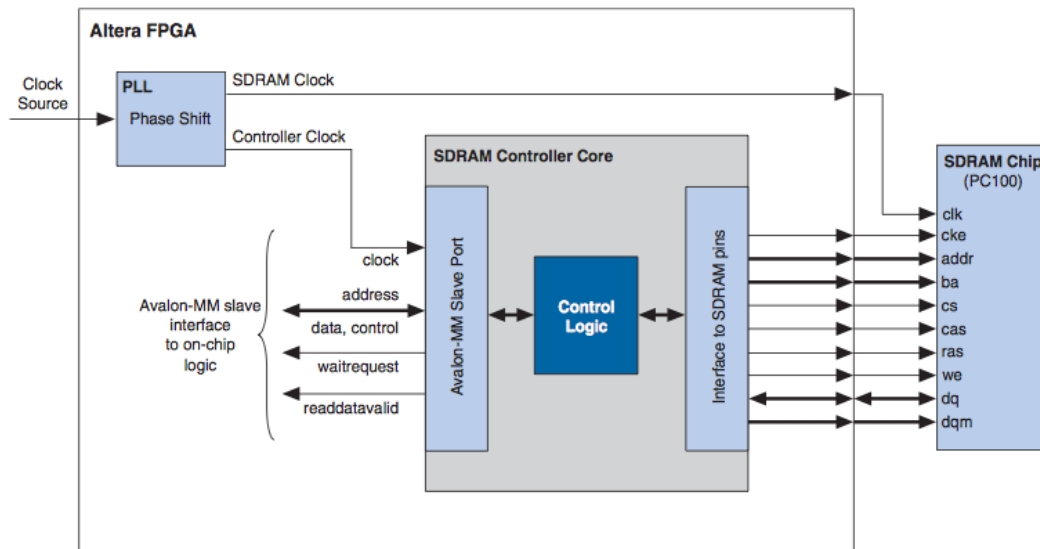 Altera FPGA
Clock
Source
PLL
Phase Shift
SDRAM Clock
Controller Clock
SDRAM Controller Core
Avalon-MM Slave Port
Control
Logic
Interface to SDRAM pins
clock
address
data, control
waitrequest
readdatavalid
Avalon-MM slave
interface
to on-chip
logic
SDRAM Chip
(PC100)
clk
cke
addr
ba
cs
cas
ras
we
dq
dqm